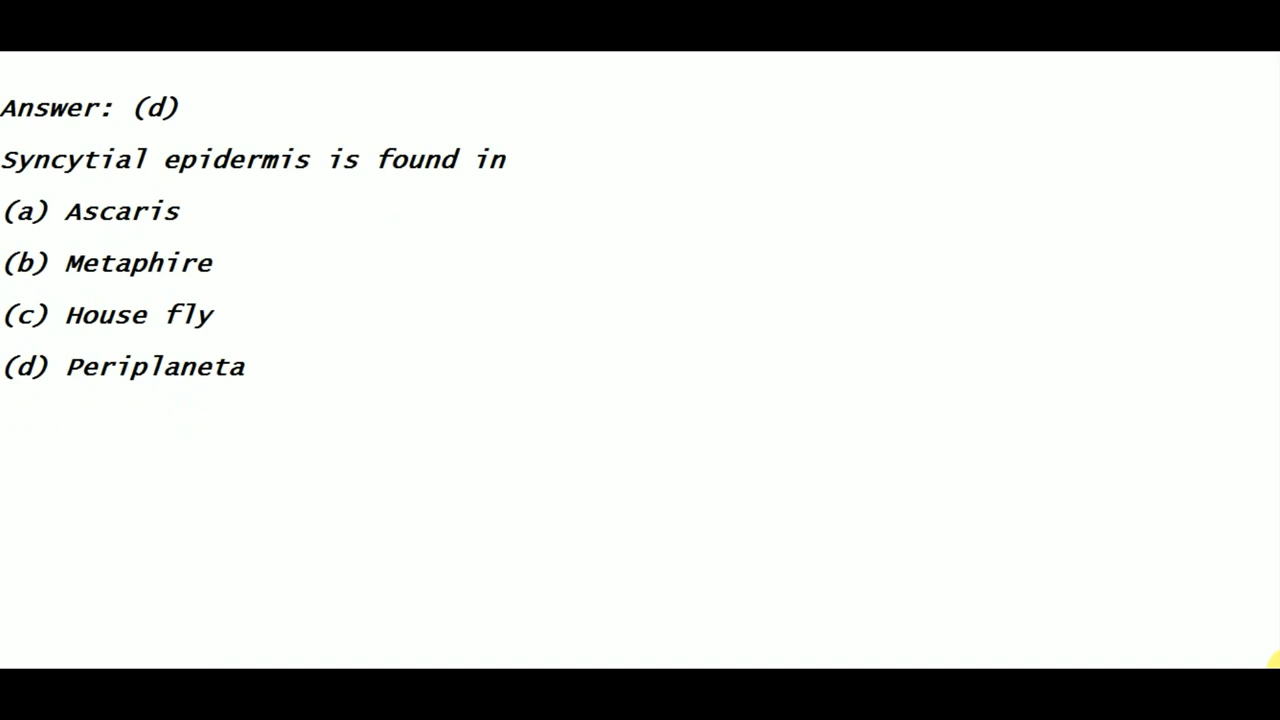 Answer: (d)
Syncytial epidermis is found in
(a) Ascaris
(b) Metaphire
(c) House fly
(d) Periplaneta